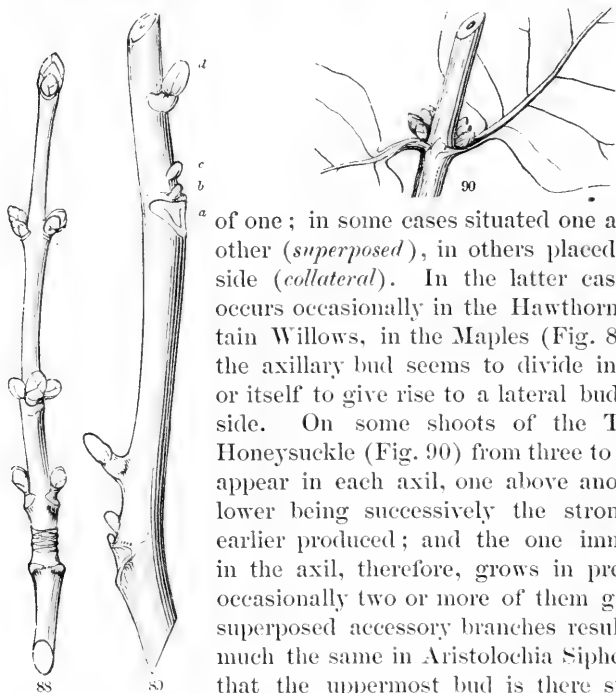 d
c
b
a
90
of one ; in some cases situated one a
other (superposed), in others placed
side (collateral). In the latter cas
occurs occasionally in the Hawthorn
tain Willows, in the Maples (Fig. 8
the axillary bud seems to divide in
or itself to give rise to a lateral bud
side. On some shoots of the T
Honeysuckle (Fig. 90) from three to
appear in each axil, one above ano
lower being successively the stron
earlier produced ; and the one imm
in the axil, therefore, grows in pre
occasionally two or more of them g
superposed accessory branches resul
much the same in Aristolochia Sipho
that the uppermost bud is there s
88 89